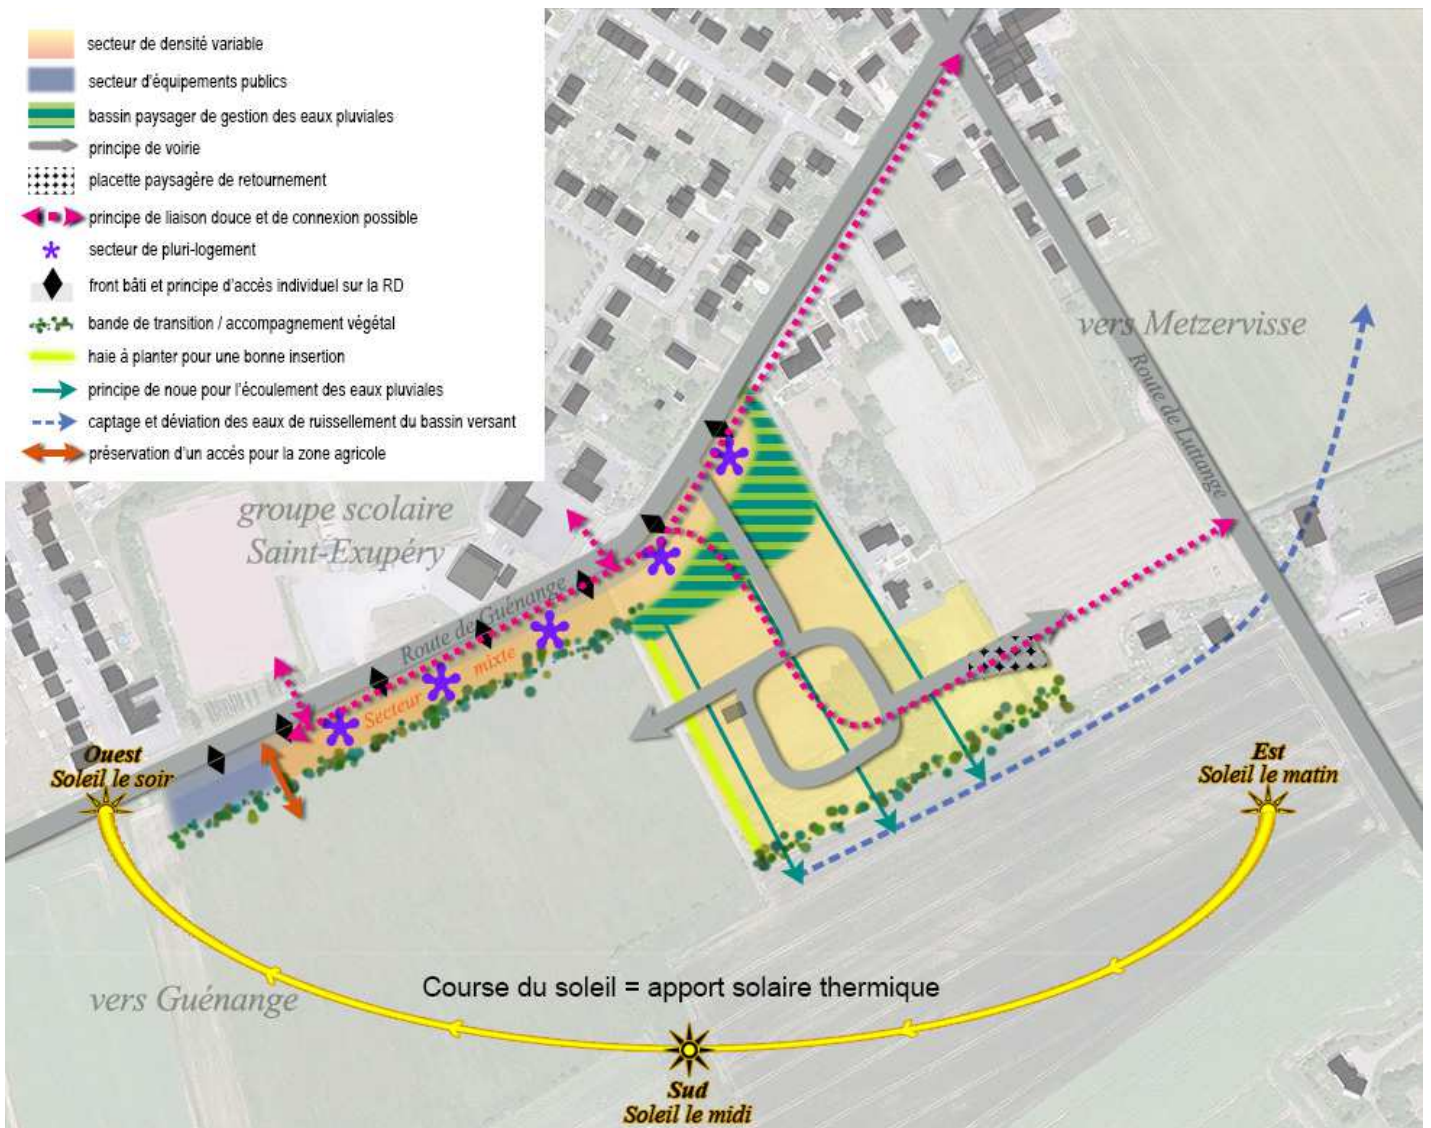 secteur de densité variable
secteur d'équipements publics
bassin paysager de gestion des eaux pluviales
principe de voirie
placette paysagère de retournement
principe de liaison douce et de connexion possible
secteur de pluri-logement
front bâti et principe d'accès individuel sur la RD
bande de transition / accompagnement végétal
haie à planter pour une bonne insertion
principe de noue pour l'écoulement des eaux pluviales
captage et déviation des eaux de ruissellement du bassin versant
préservation d'un accès pour la zone agricole
vers Metzervisse
Route de Luttange
groupe scolaire
Saint-Exupéry
Route de Guénange
Secteur mixte
Ouest
Soleil le soir
Est
Soleil le matin
vers Guénange
Course du soleil = apport solaire thermique
Sud
Soleil le midi